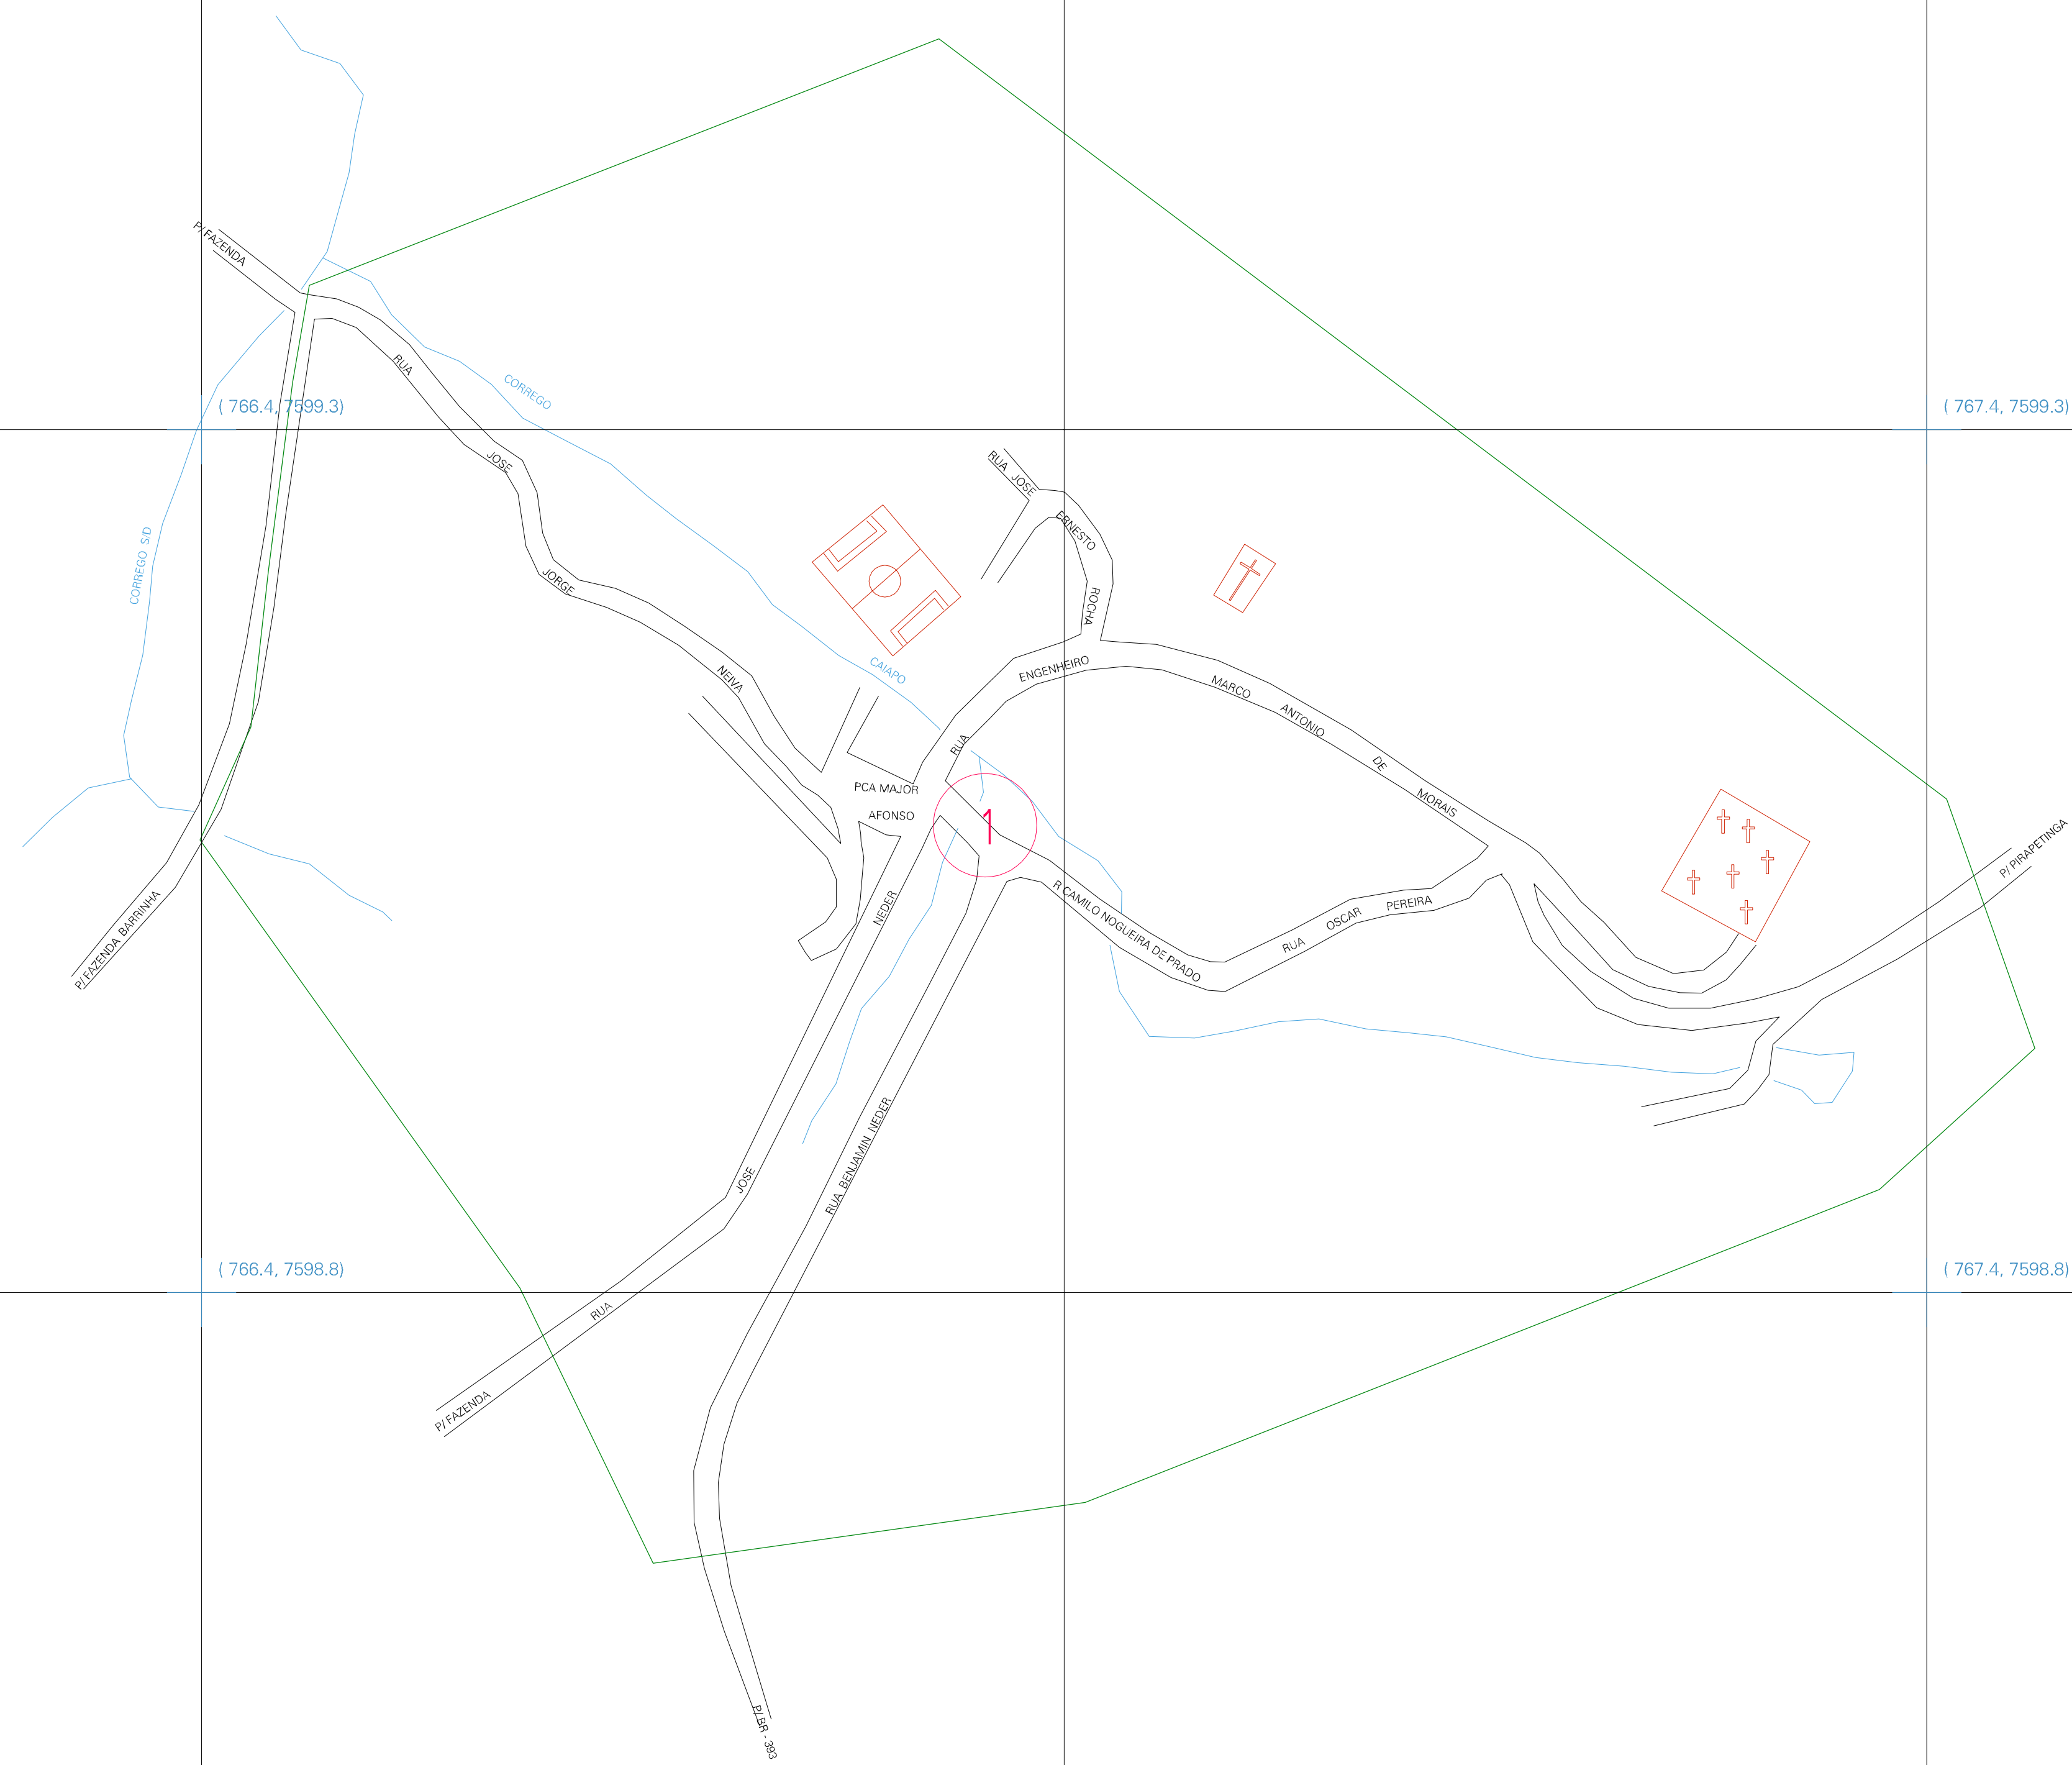 P/ FAZENDA
RUA JOSE JORGE NEIVA
CORREGO CAIAPO
( 766.4, 7599.3)
( 767.4, 7599.3)
CORREGO S/D
RUA JOSE ERNESTO ROCHA
RUA ENGENHEIRO MARCO ANTONIO DE MORAIS
PCA MAJOR
AFONSO
1
P/ PIRAPETINGA
P/ FAZENDA BARRINHA
R CAMILO NOGUEIRA DE PRADO
RUA OSCAR PEREIRA
RUA JOSE NEDER
RUA BENJAMIN NEDER
( 766.4, 7598.8)
( 767.4, 7598.8)
P/ FAZENDA
P/ BR - 393